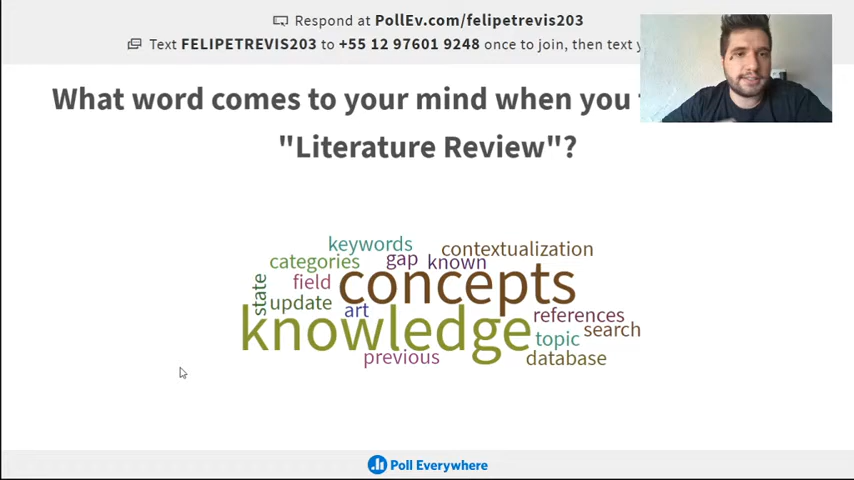 Respond at PollEv.com/felipetrevis203
Text FELIPETREVIS203 to +55 12 97601 9248 once to join, then text
What word comes to your mind when you
"Literature Review"?
keywords
contextualization
categories
gap
known
field
concepts
state
update
art
references
knowledge
search
topic
previous
database
Poll Everywhere